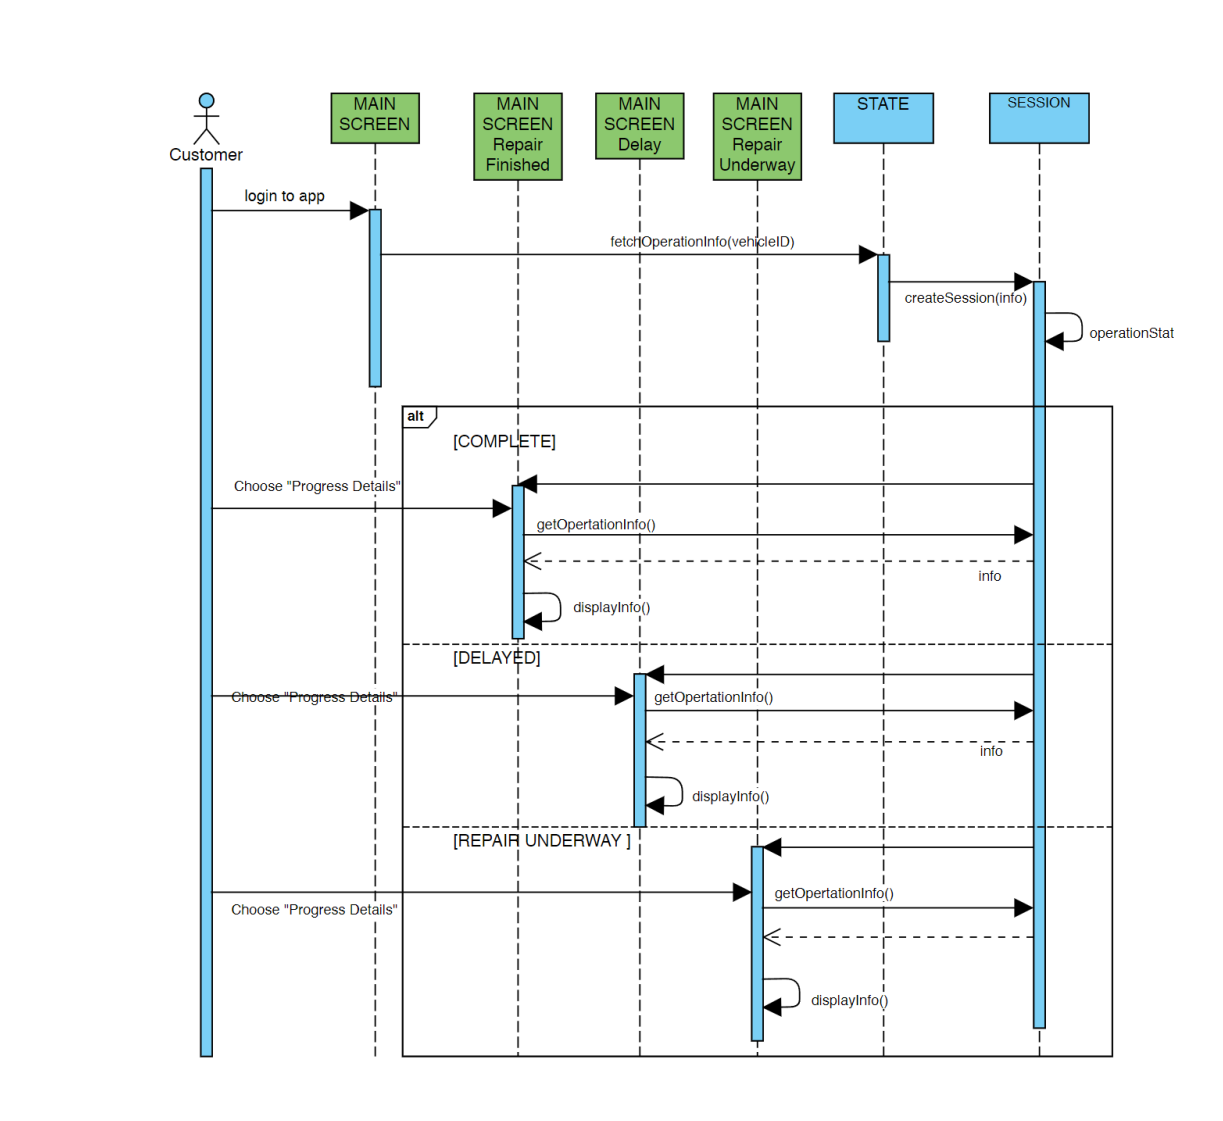 MAIN
SCREEN
MAIN
SCREEN
Repair
Finished
MAIN
SCREEN
Delay
MAIN
SCREEN
Repair
Underway
STATE
SESSION
Customer
login to app
fetchOperationInfo(vehicleID)
createSession(info)
operationStat
alt
[COMPLETE]
Choose "Progress Details"
getOpertationInfo()
info
displayInfo()
[DELAYED]
Choose "Progress Details"
getOpertationInfo()
info
displayInfo()
[REPAIR UNDERWAY ]
Choose "Progress Details"
getOpertationInfo()
displayInfo()